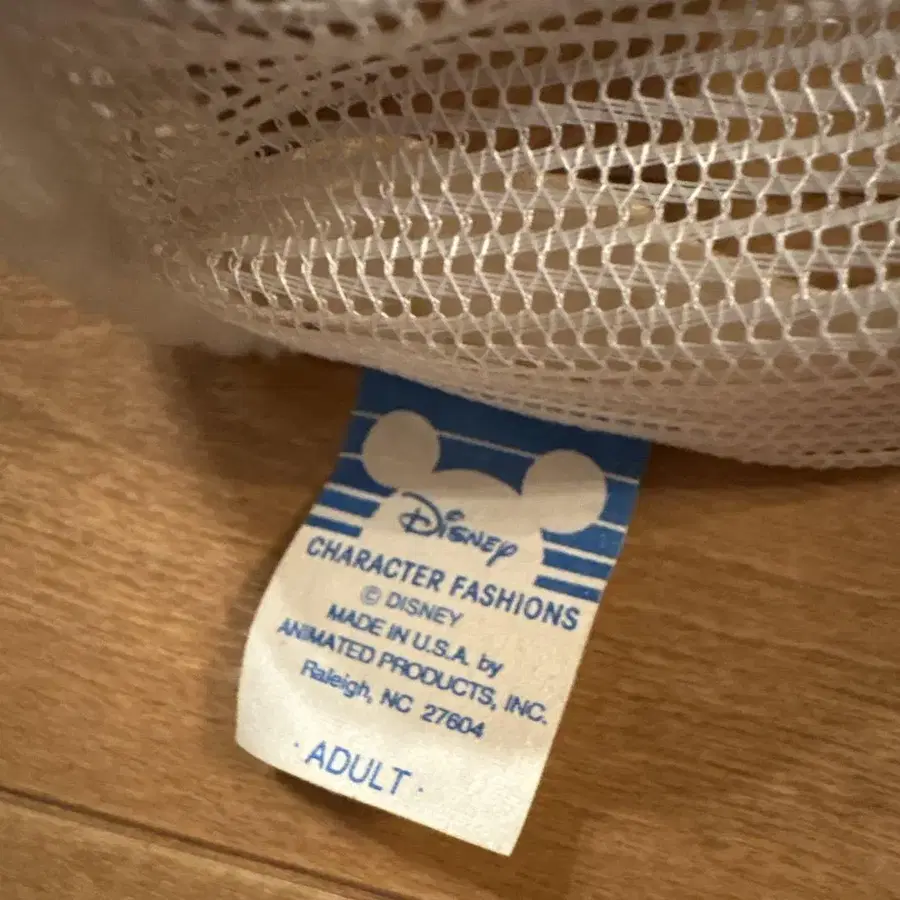 Disney
CHARACTER FASHIONS
© DISNEY
MADE IN U.S.A. by
ANIMATED PRODUCTS, INC.
Raleigh, NC 27604
· ADULT ·